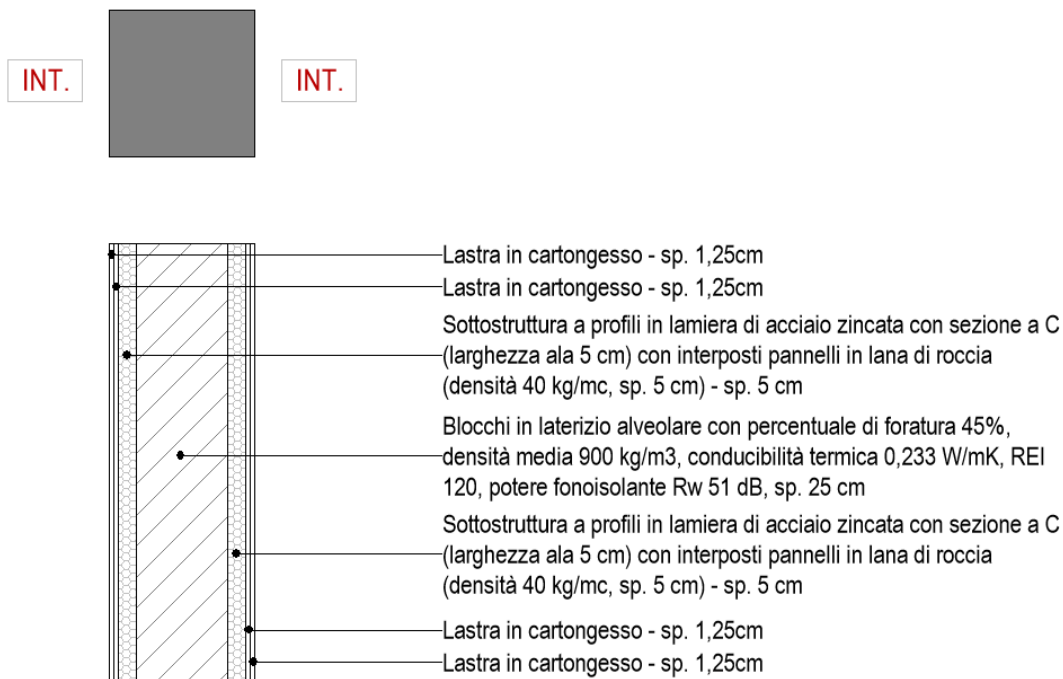 INT.
INT.
Lastra in cartongesso - sp. 1,25cm
Lastra in cartongesso - sp. 1,25cm
Sottostruttura a profili in lamiera di acciaio zincata con sezione a C
(larghezza ala 5 cm) con interposti pannelli in lana di roccia
(densità 40 kg/mc, sp. 5 cm) - sp. 5 cm
Blocchi in laterizio alveolare con percentuale di foratura 45%,
densità media 900 kg/m3, conducibilità termica 0,233 W/mK, REI
120, potere fonoisolante Rw 51 dB, sp. 25 cm
Sottostruttura a profili in lamiera di acciaio zincata con sezione a C
(larghezza ala 5 cm) con interposti pannelli in lana di roccia
(densità 40 kg/mc, sp. 5 cm) - sp. 5 cm
Lastra in cartongesso - sp. 1,25cm
Lastra in cartongesso - sp. 1,25cm